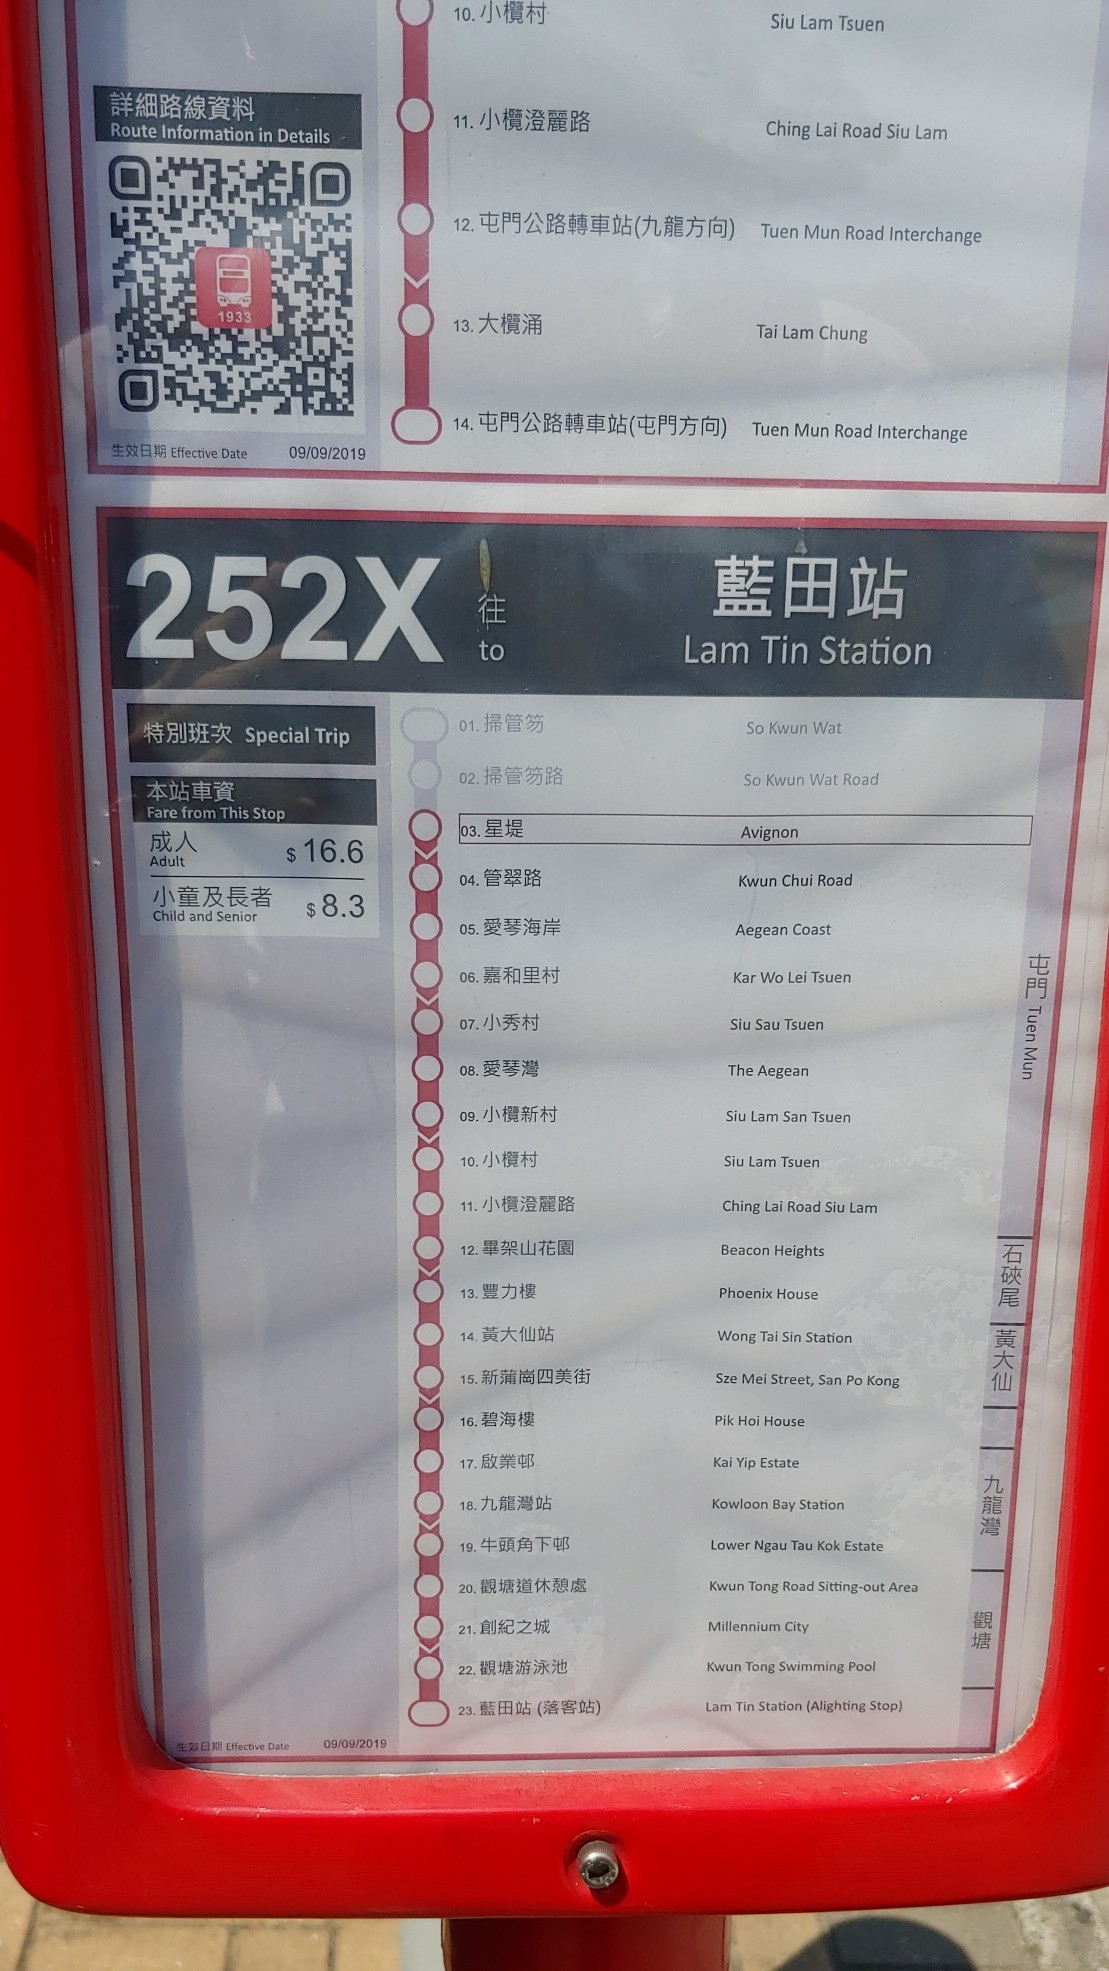 10. 小欖村 Siu Lam Tsuen
詳細路線資料
Route Information in Details
1933
生效日期 Effective Date 09/09/2019
11. 小欖澄麗路 Ching Lai Road Siu Lam
12. 屯門公路轉車站(九龍方向) Tuen Mun Road Interchange
13. 大欖涌 Tai Lam Chung
14. 屯門公路轉車站(屯門方向) Tuen Mun Road Interchange
252X
往
to
藍田站
Lam Tin Station
特別班次 Special Trip
本站車資
Fare from This Stop
成人
Adult
$ 16.6
小童及長者
Child and Senior
$ 8.3
01. 掃管笏 So Kwun Wat
02. 掃管笏路 So Kwun Wat Road
03. 星堤 Avignon
04. 管翠路 Kwun Chui Road
05. 愛琴海岸 Aegean Coast
06. 嘉和里村 Kar Wo Lei Tsuen
07. 小秀村 Siu Sau Tsuen
08. 愛琴灣 The Aegean
09. 小欖新村 Siu Lam San Tsuen
10. 小欖村 Siu Lam Tsuen
11. 小欖澄麗路 Ching Lai Road Siu Lam
12. 畢架山花園 Beacon Heights
13. 豐力樓 Phoenix House
14. 黃大仙站 Wong Tai Sin Station
15. 新蒲崗四美街 Sze Mei Street, San Po Kong
16. 碧海樓 Pik Hoi House
17. 啟業邨 Kai Yip Estate
18. 九龍灣站 Kowloon Bay Station
19. 牛頭角下邨 Lower Ngau Tau Kok Estate
20. 觀塘道休憩處 Kwun Tong Road Sitting-out Area
21. 創紀之城 Millennium City
22. 觀塘游泳池 Kwun Tong Swimming Pool
23. 藍田站 (落客站) Lam Tin Station (Alighting Stop)
屯門 Tuen Mun
石硤尾
黃大仙
九龍灣
觀塘
生效日期 Effective Date 09/09/2019